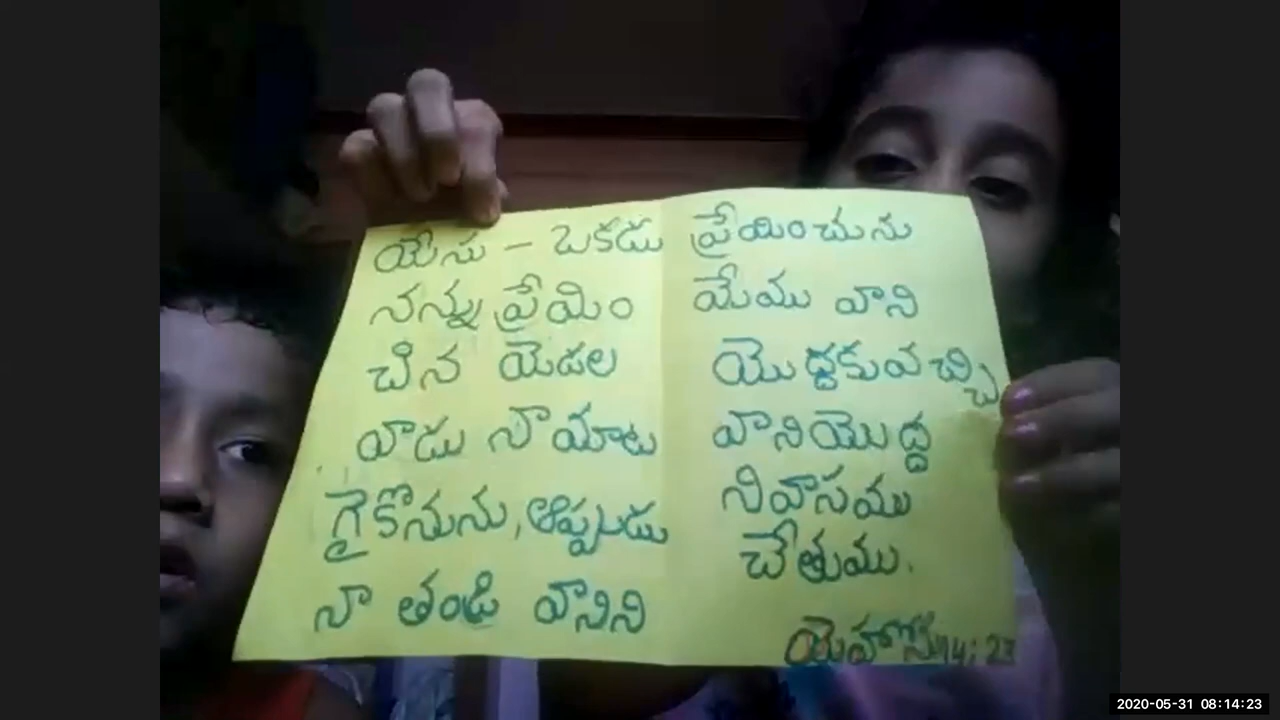 యేసు - ఒకడు
నన్ను ప్రేమిం
చిన యెడల
వాడు నా మాట
గైకొనును, అప్పుడు
నా తండ్రి వానిని
ప్రేమించును
మేము వాని
యొద్దకువచ్చి
వానియొద్ద
నివాసము
చేతుము.
యెహాను 14:23
2020-05-31 08:14:23